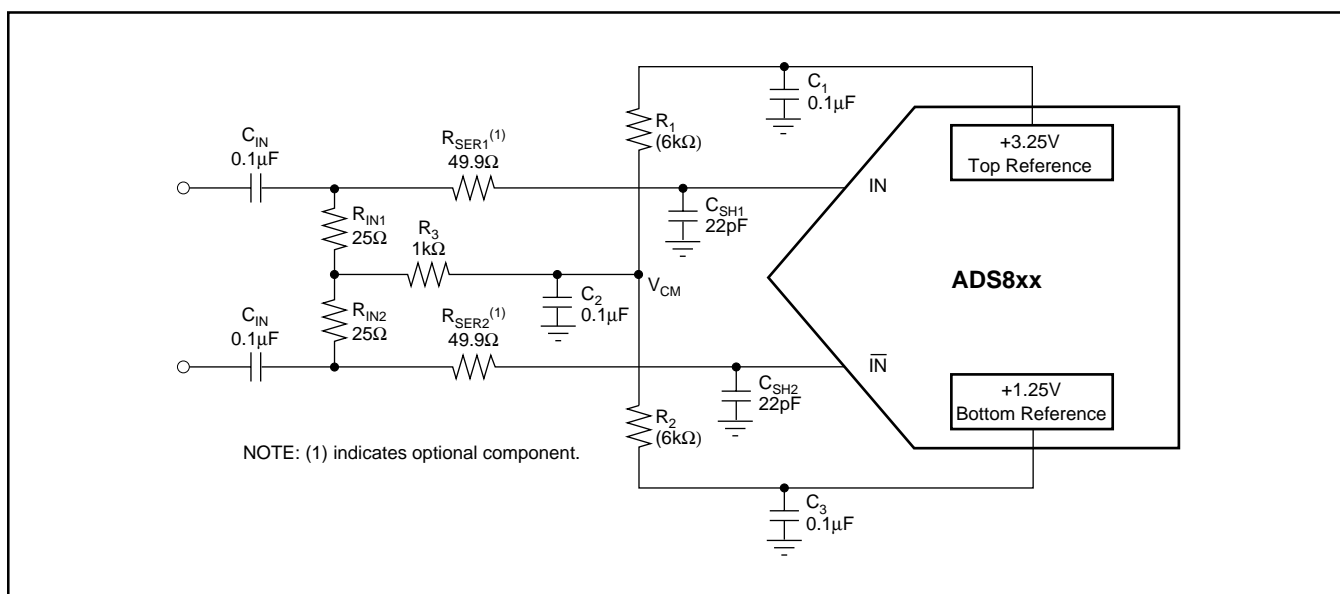 C1
0.1µF
R1
(6kΩ)
+3.25V
Top Reference
CIN
0.1µF
RSER1(1)
49.9Ω
IN
CSH1
22pF
RIN1
25Ω
R3
1kΩ
VCM
ADS8xx
C2
0.1µF
CIN
0.1µF
RIN2
25Ω
RSER2(1)
49.9Ω
IN
CSH2
22pF
+1.25V
Bottom Reference
R2
(6kΩ)
NOTE: (1) indicates optional component.
C3
0.1µF